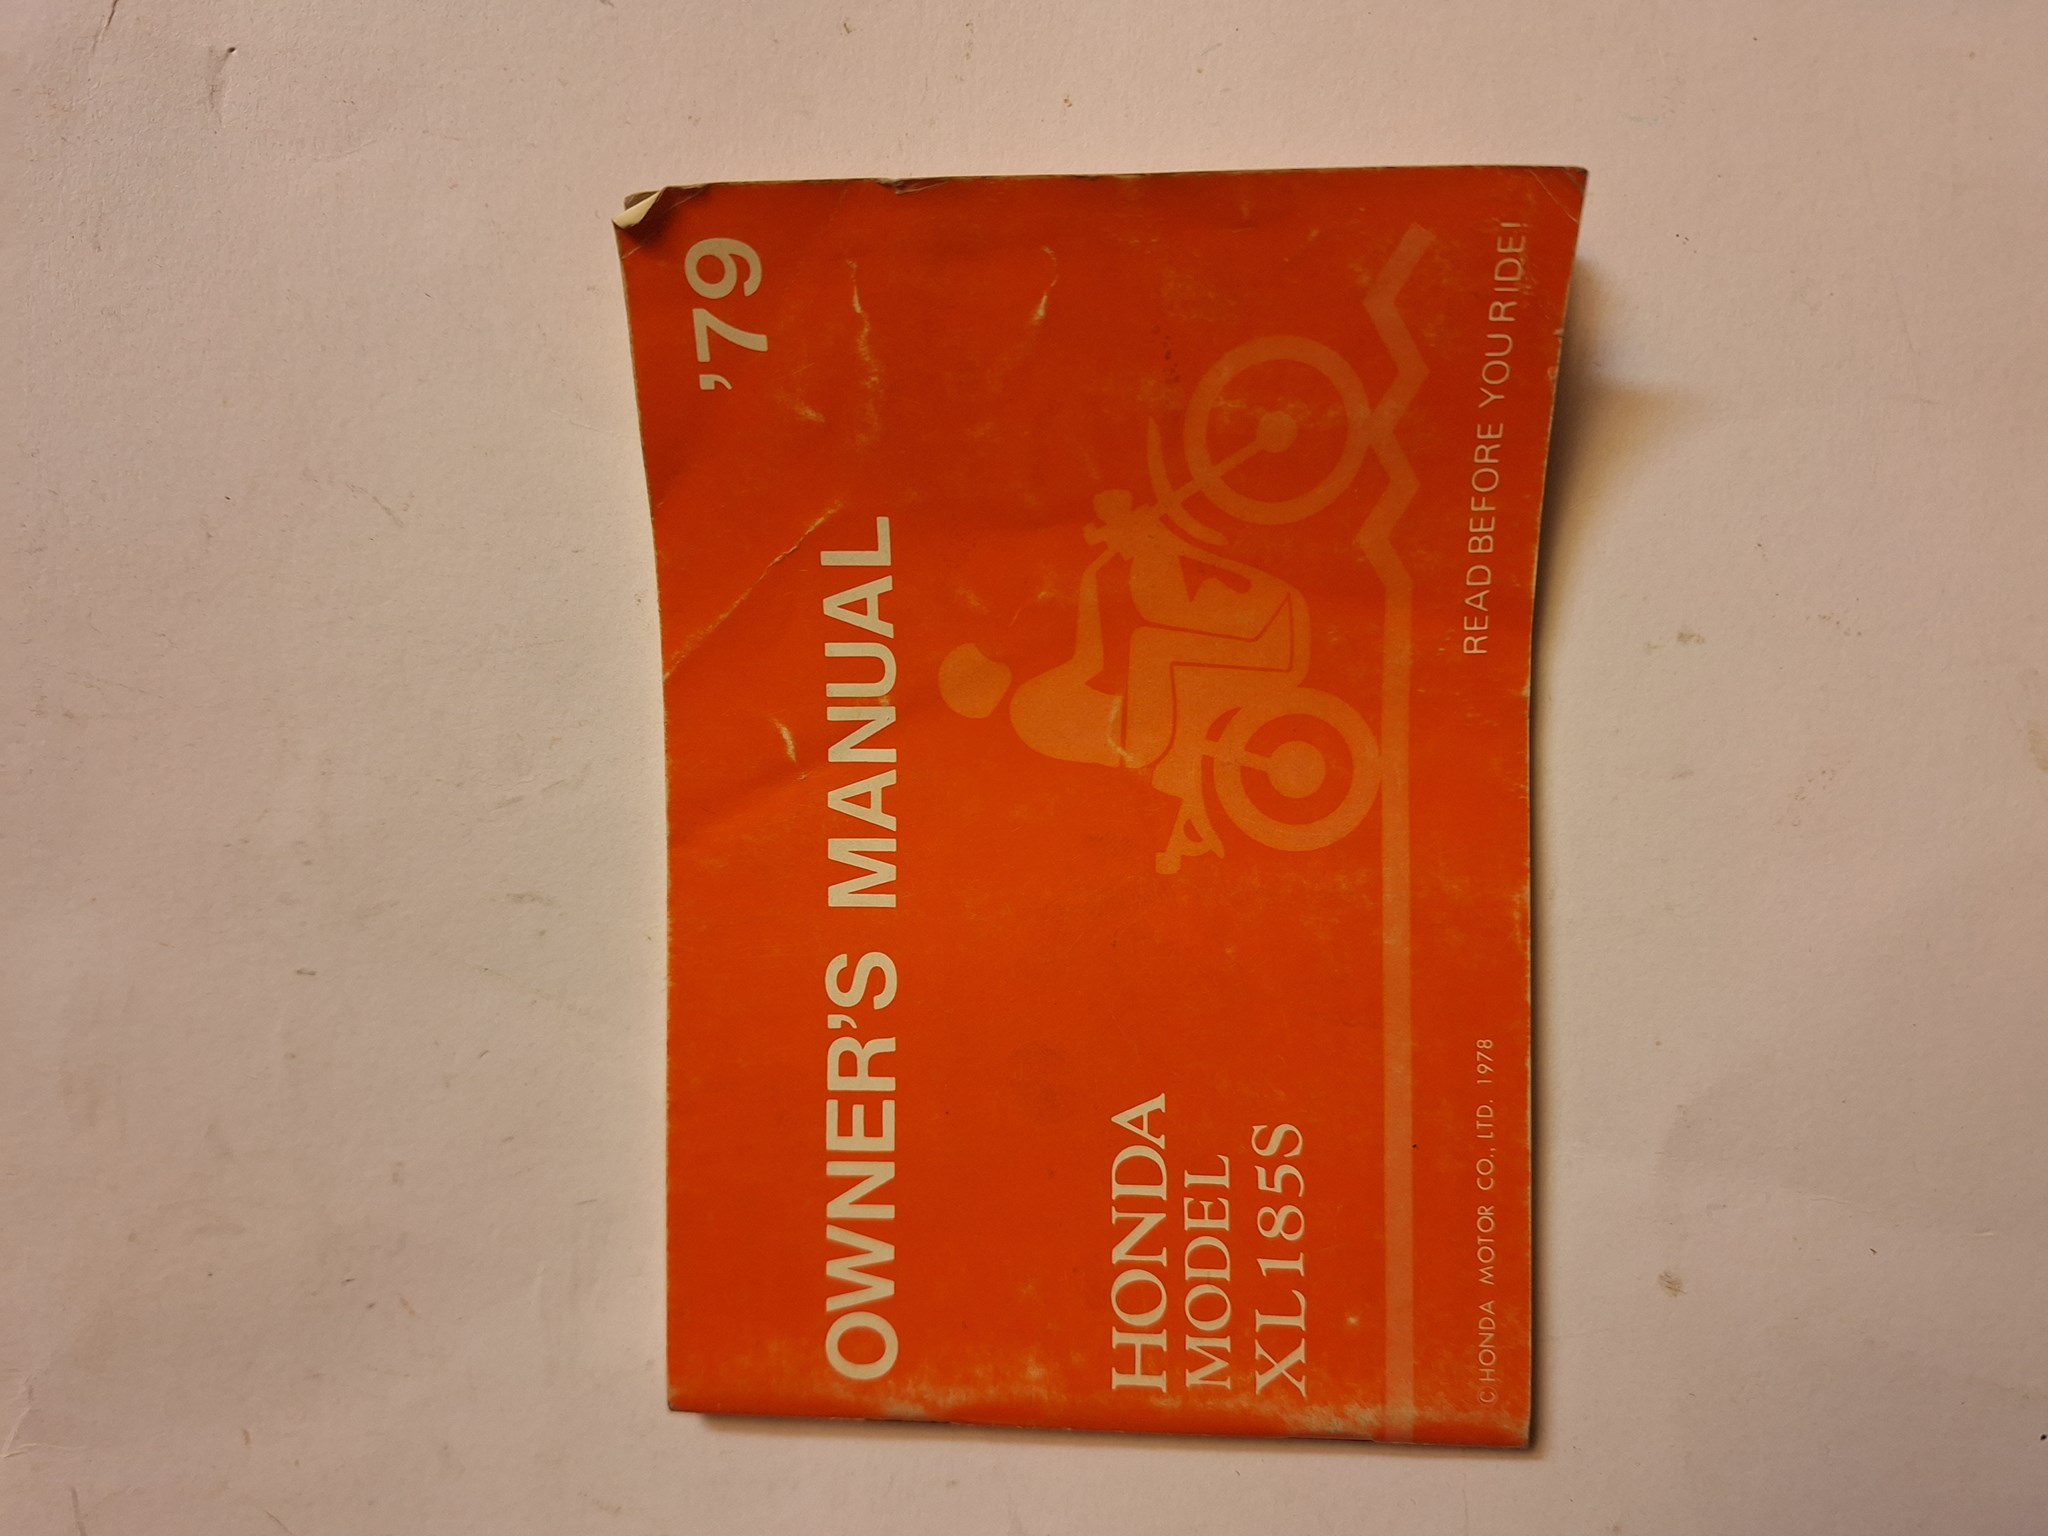 '79
OWNER'S MANUAL
HONDA
MODEL
XL185S
READ BEFORE YOU RIDE!
© HONDA MOTOR CO., LTD. 1978